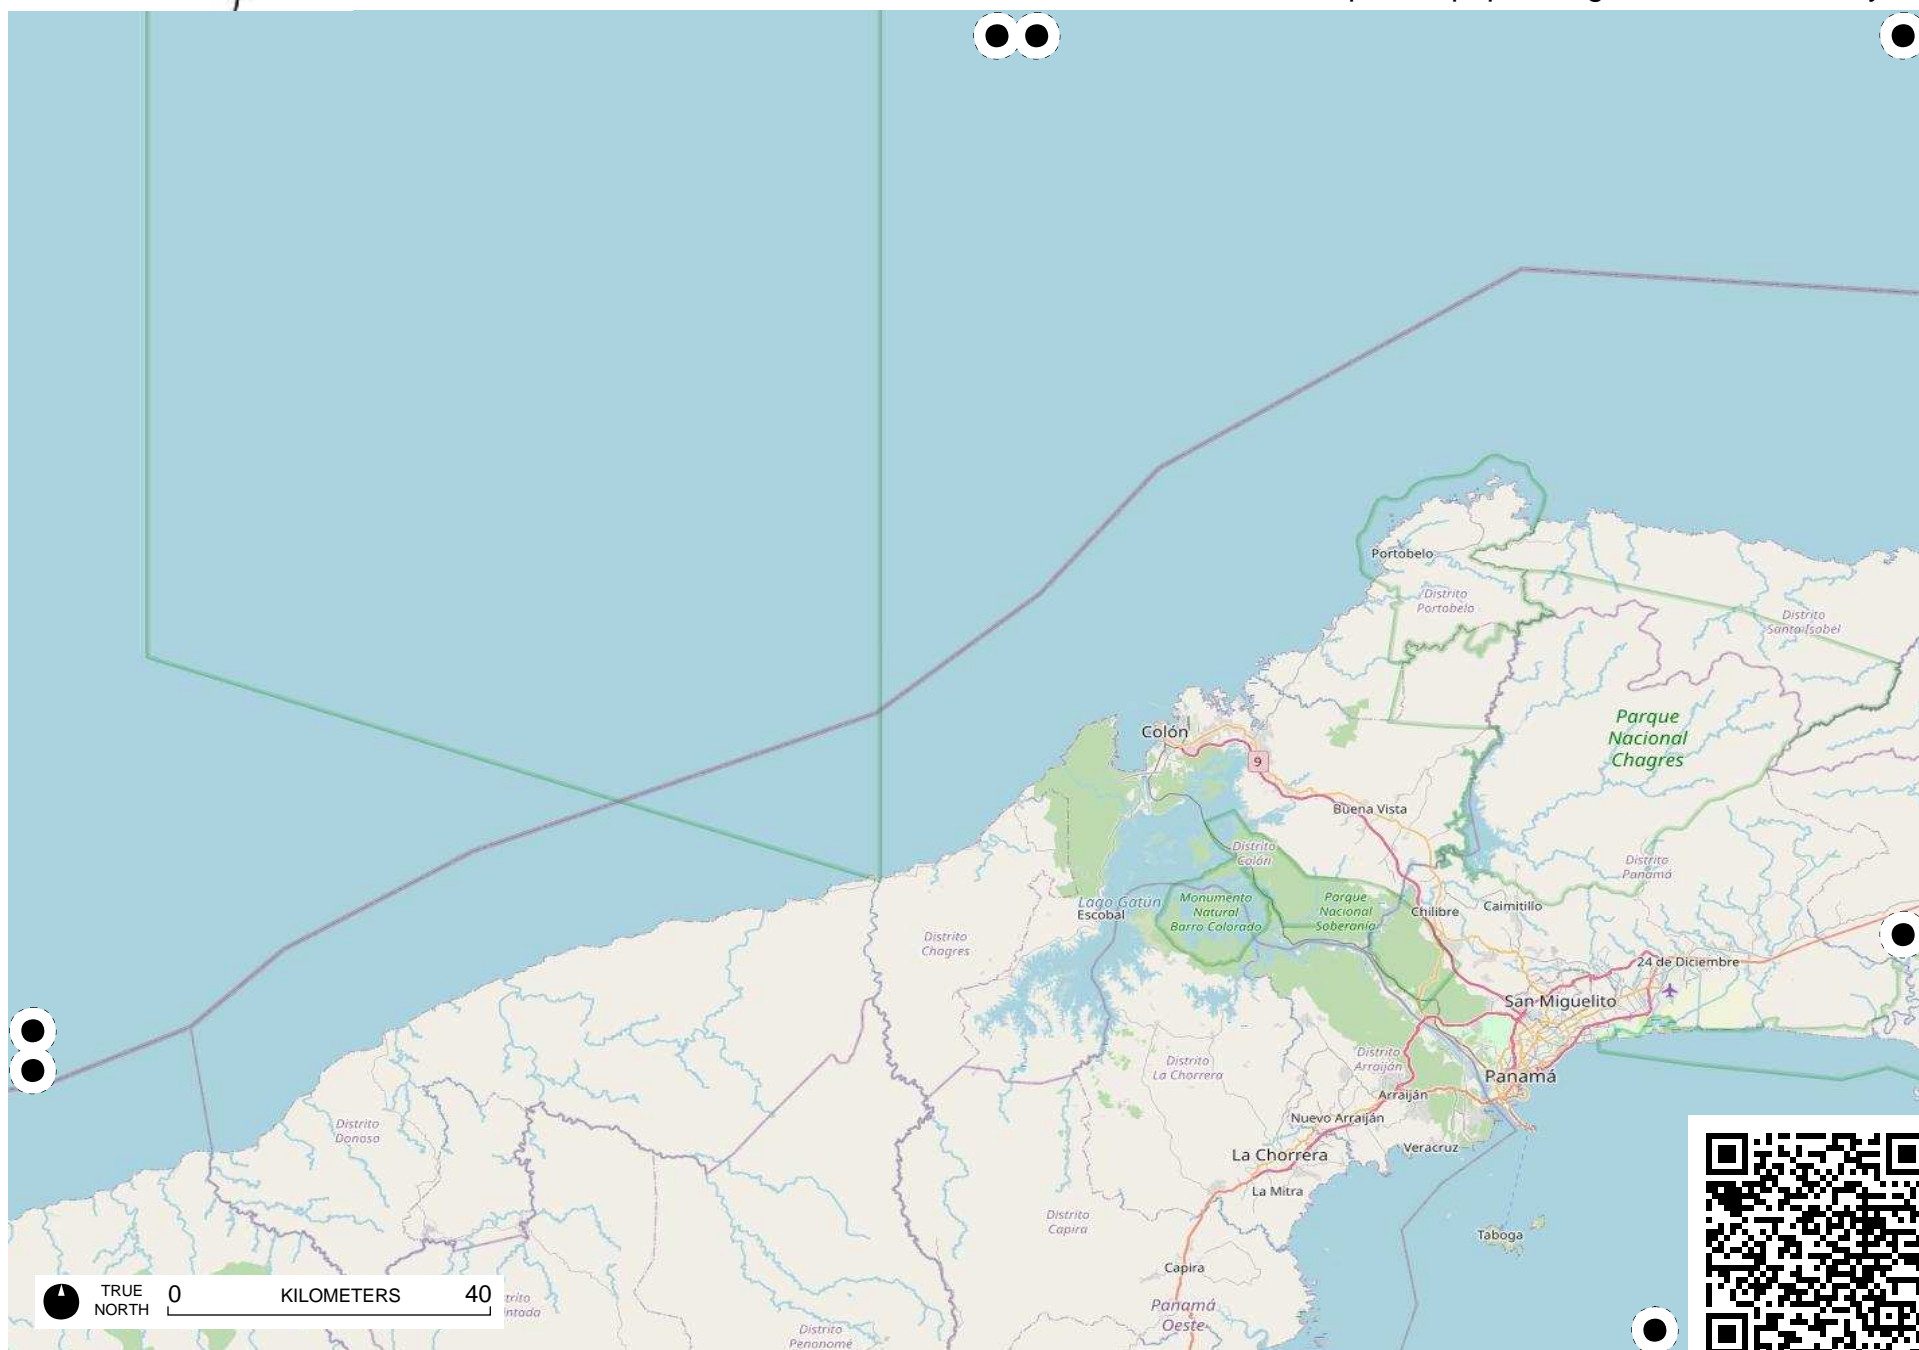 Portobelo
Distrito
Portobelo
Distrito
Santa Isabel
Parque
Nacional
Chagres
Colón
9
Buena Vista
Distrito
Colón
Distrito
Panamá
Lago Gatún
Escobal
Monumento
Natural
Barro Colorado
Parque
Nacional
Soberanía
Chilibre
Caimitillo
Distrito
Chagres
24 de Diciembre
San Miguelito
Distrito
La Chorrera
Distrito
Arraiján
Panamá
Arraiján
Nuevo Arraiján
Distrito
Donoso
Veracruz
La Chorrera
La Mitra
Distrito
Capira
Taboga
Capira
TRUE
NORTH
0
KILOMETERS
40
Panamá
Oeste
Distrito
Penonomé